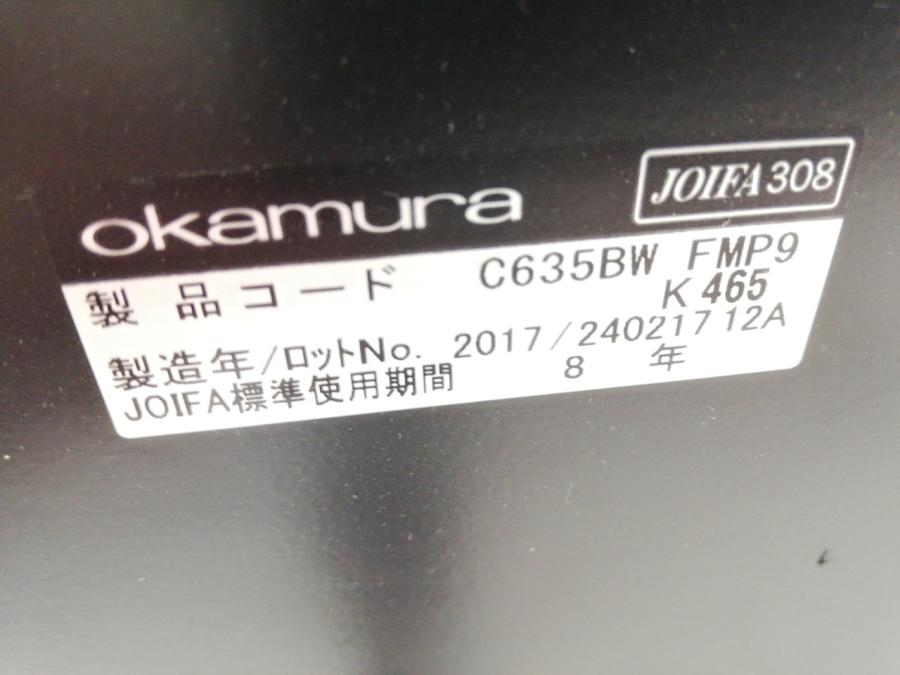 okamura JOIFA308
製品コード C635BW FMP9
K 465
製造年/ロットNo. 2017/24021712A
JOIFA標準使用期間 8 年